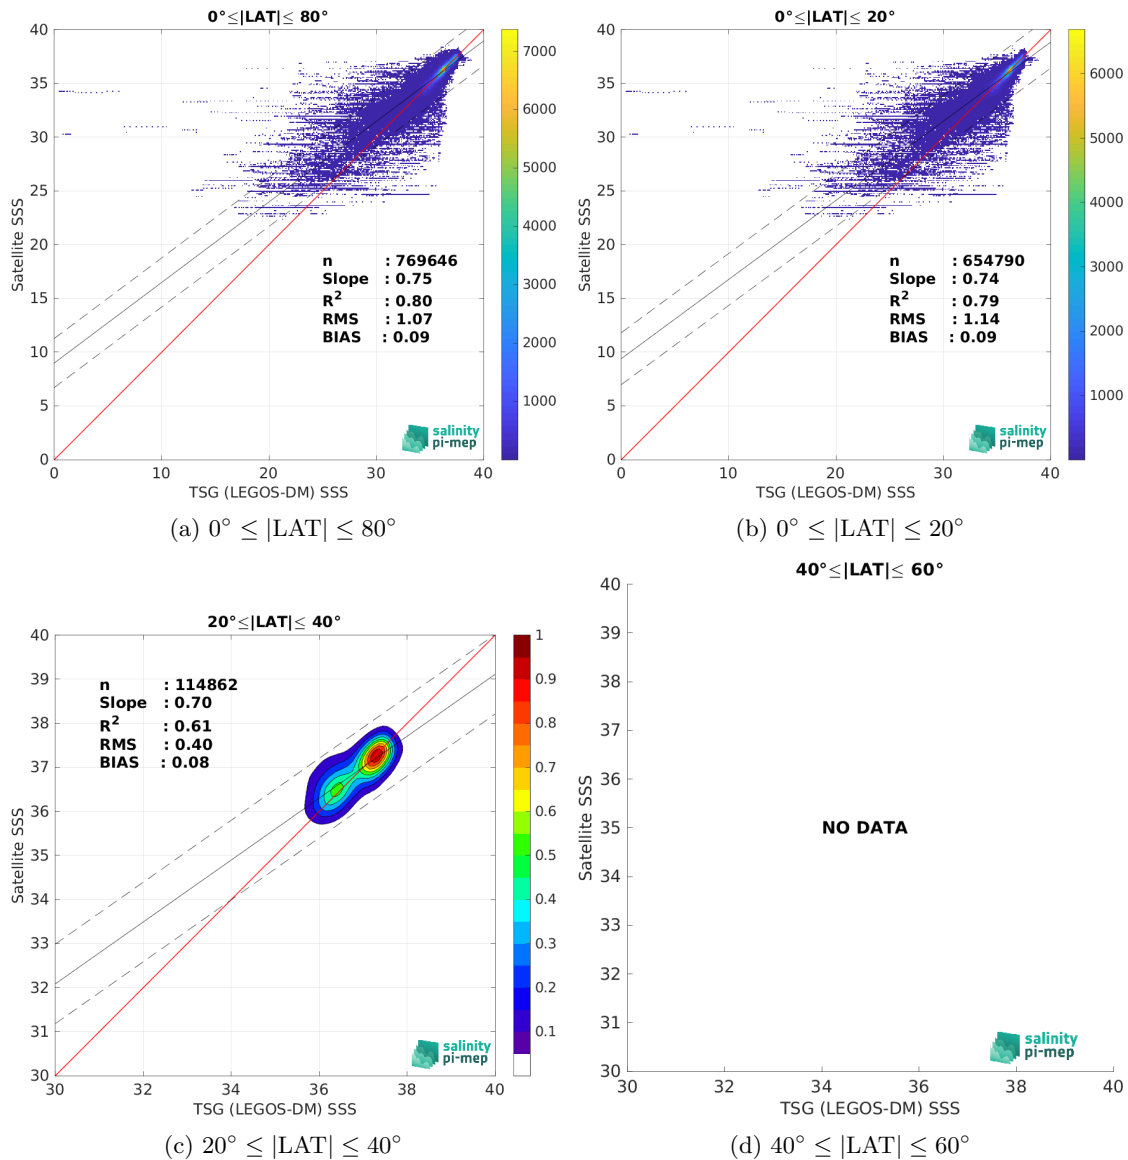 0°≤|LAT|≤ 80°
40
35
30
25
20
15
10
5
0
Satellite SSS
n : 769646
Slope : 0.75
R² : 0.80
RMS : 1.07
BIAS : 0.09
salinity
pi-mep
0 10 20 30 40
TSG (LEGOS-DM) SSS
7000
6000
5000
4000
3000
2000
1000
(a) 0° ≤ |LAT| ≤ 80°
0°≤|LAT|≤ 20°
40
35
30
25
20
15
10
5
0
Satellite SSS
n : 654790
Slope : 0.74
R² : 0.79
RMS : 1.14
BIAS : 0.09
salinity
pi-mep
0 10 20 30 40
TSG (LEGOS-DM) SSS
6000
5000
4000
3000
2000
1000
(b) 0° ≤ |LAT| ≤ 20°
20°≤|LAT|≤ 40°
40
39
38
37
36
35
34
33
32
31
30
Satellite SSS
n : 114862
Slope : 0.70
R² : 0.61
RMS : 0.40
BIAS : 0.08
salinity
pi-mep
30 32 34 36 38 40
TSG (LEGOS-DM) SSS
1
0.9
0.8
0.7
0.6
0.5
0.4
0.3
0.2
0.1
(c) 20° ≤ |LAT| ≤ 40°
40°≤|LAT|≤ 60°
40
39
38
37
36
35
34
33
32
31
30
Satellite SSS
NO DATA
salinity
pi-mep
30 32 34 36 38 40
TSG (LEGOS-DM) SSS
(d) 40° ≤ |LAT| ≤ 60°